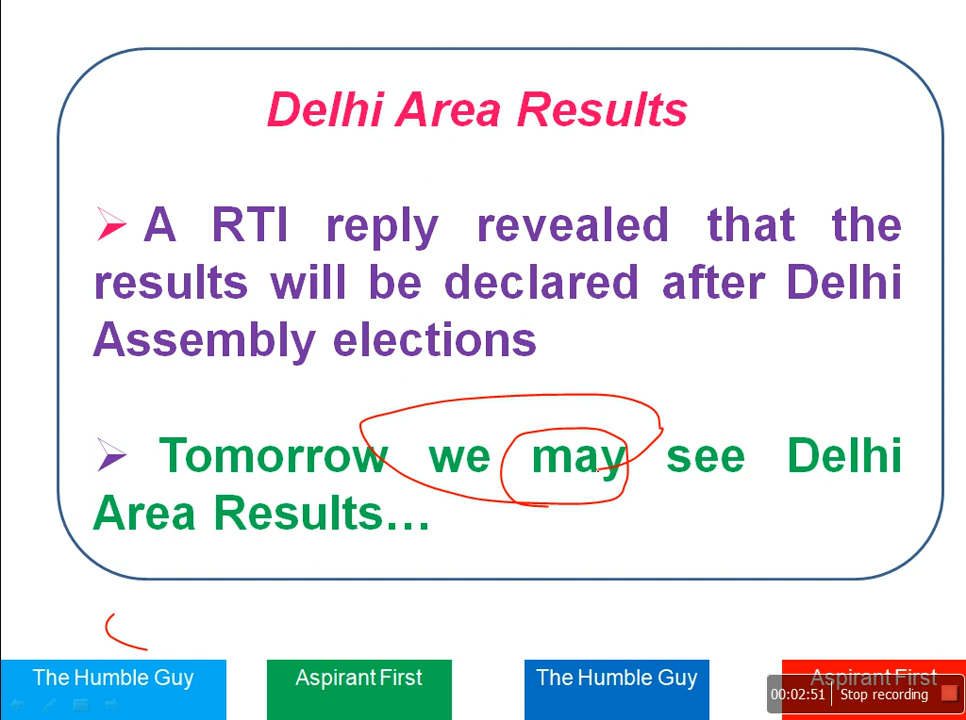 Delhi Area Results
A RTI reply revealed that the
results will be declared after Delhi
Assembly elections
Tomorrow we may see Delhi
Area Results...
The Humble Guy
Aspirant First
The Humble Guy
Aspirant First
00:02:51
Stop recording